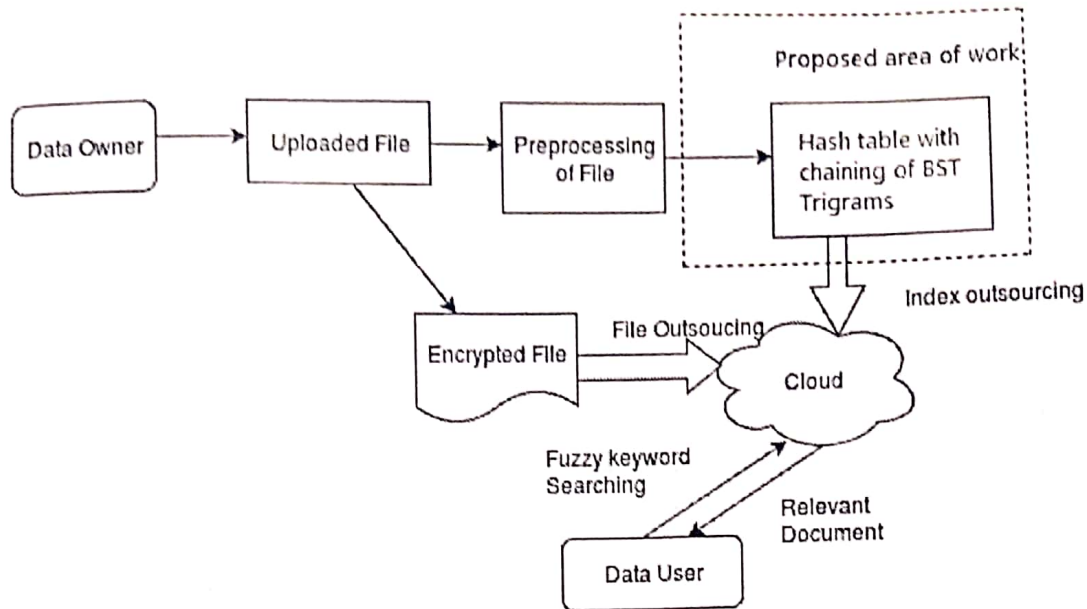 Proposed area of work
Data Owner
Uploaded File
Preprocessing
of File
Hash table with
chaining of BST
Trigrams
Index outsourcing
Encrypted File
File Outsoucing
Cloud
Fuzzy keyword
Searching
Relevant
Document
Data User